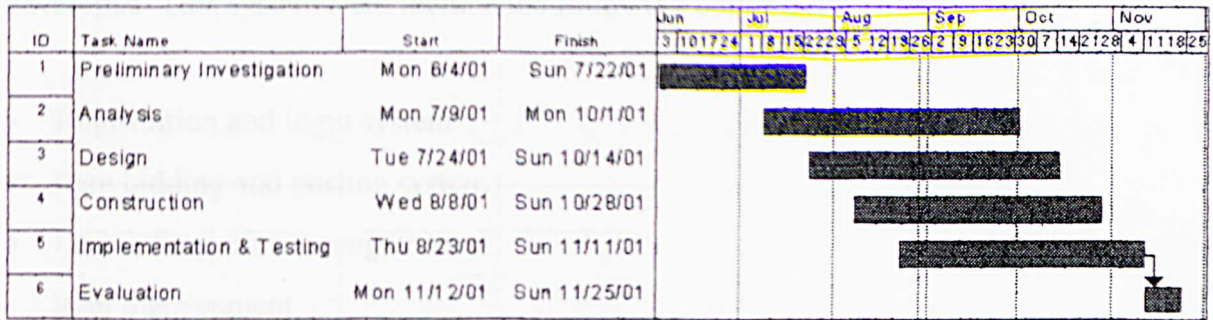 Jun Jul Aug Sep Oct Nov
ID Task Name Start Finish 3 10 17 24 1 8 15 22 29 5 12 19 26 2 9 16 23 30 7 14 21 28 4 11 18 25
1 Preliminary Investigation Mon 6/4/01 Sun 7/22/01
2 Analysis Mon 7/9/01 Mon 10/1/01
3 Design Tue 7/24/01 Sun 10/14/01
4 Construction Wed 8/8/01 Sun 10/28/01
5 Implementation & Testing Thu 8/23/01 Sun 11/11/01
6 Evaluation Mon 11/12/01 Sun 11/25/01